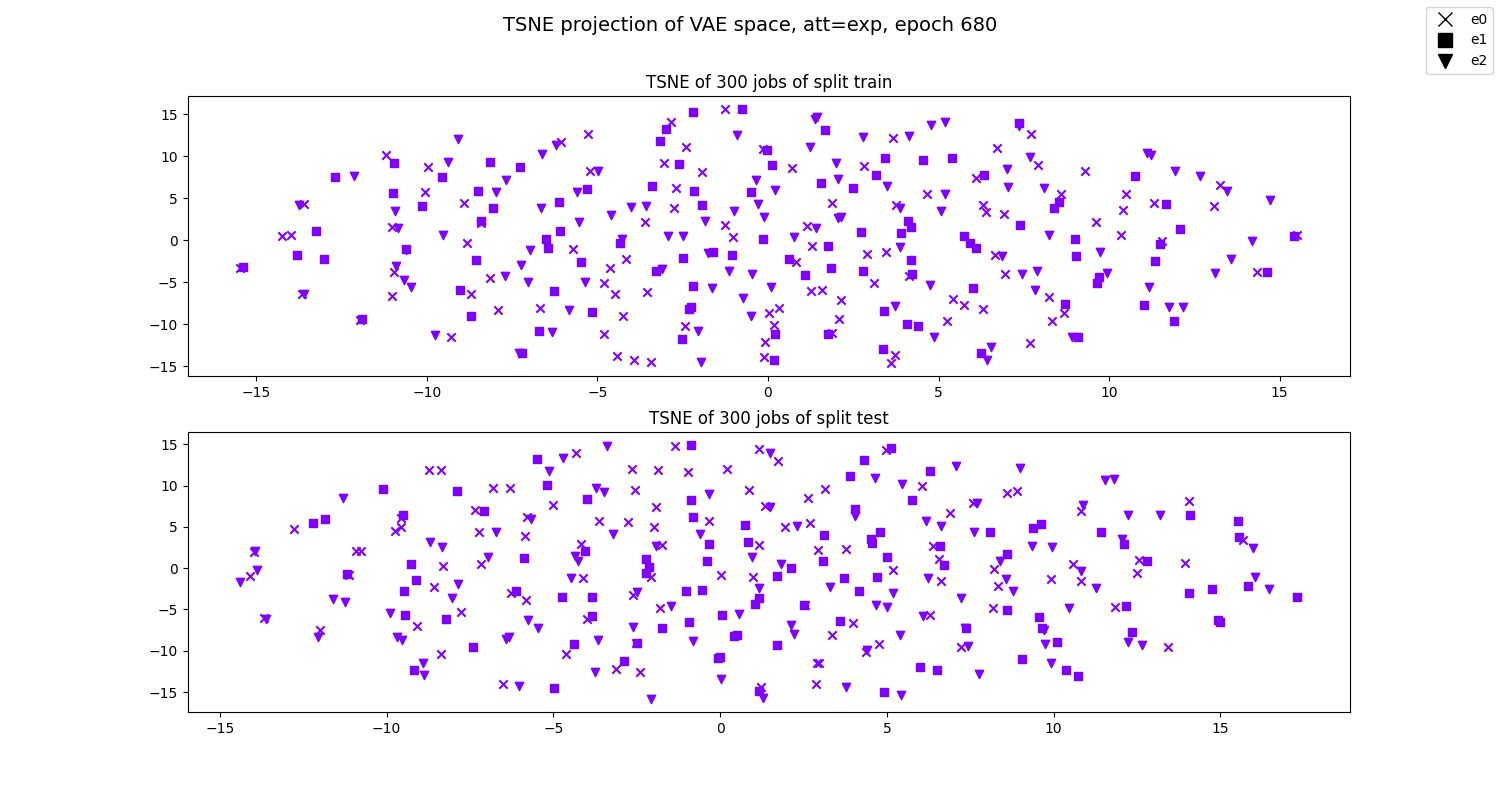 TSNE projection of VAE space, att=exp, epoch 680
e0
e1
e2
TSNE of 300 jobs of split train
15
10
5
0
−5
−10
−15
−15 −10 −5 0 5 10 15
TSNE of 300 jobs of split test
15
10
5
0
−5
−10
−15
−15 −10 −5 0 5 10 15